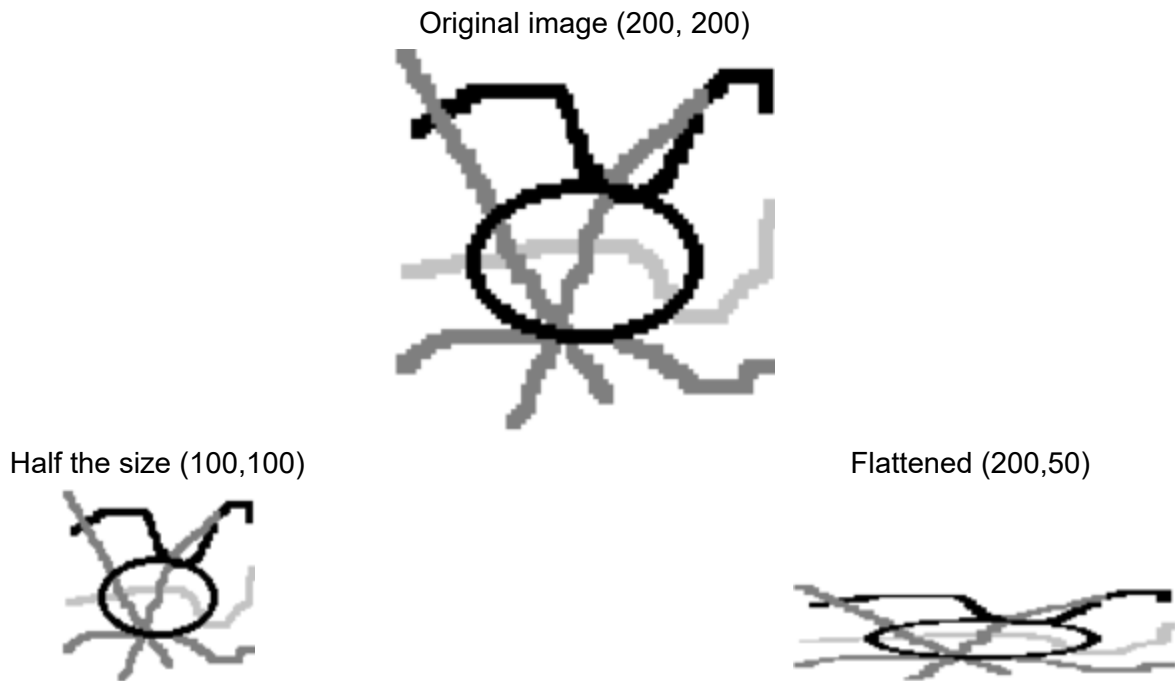 Original image (200, 200)
Half the size (100,100)
Flattened (200,50)